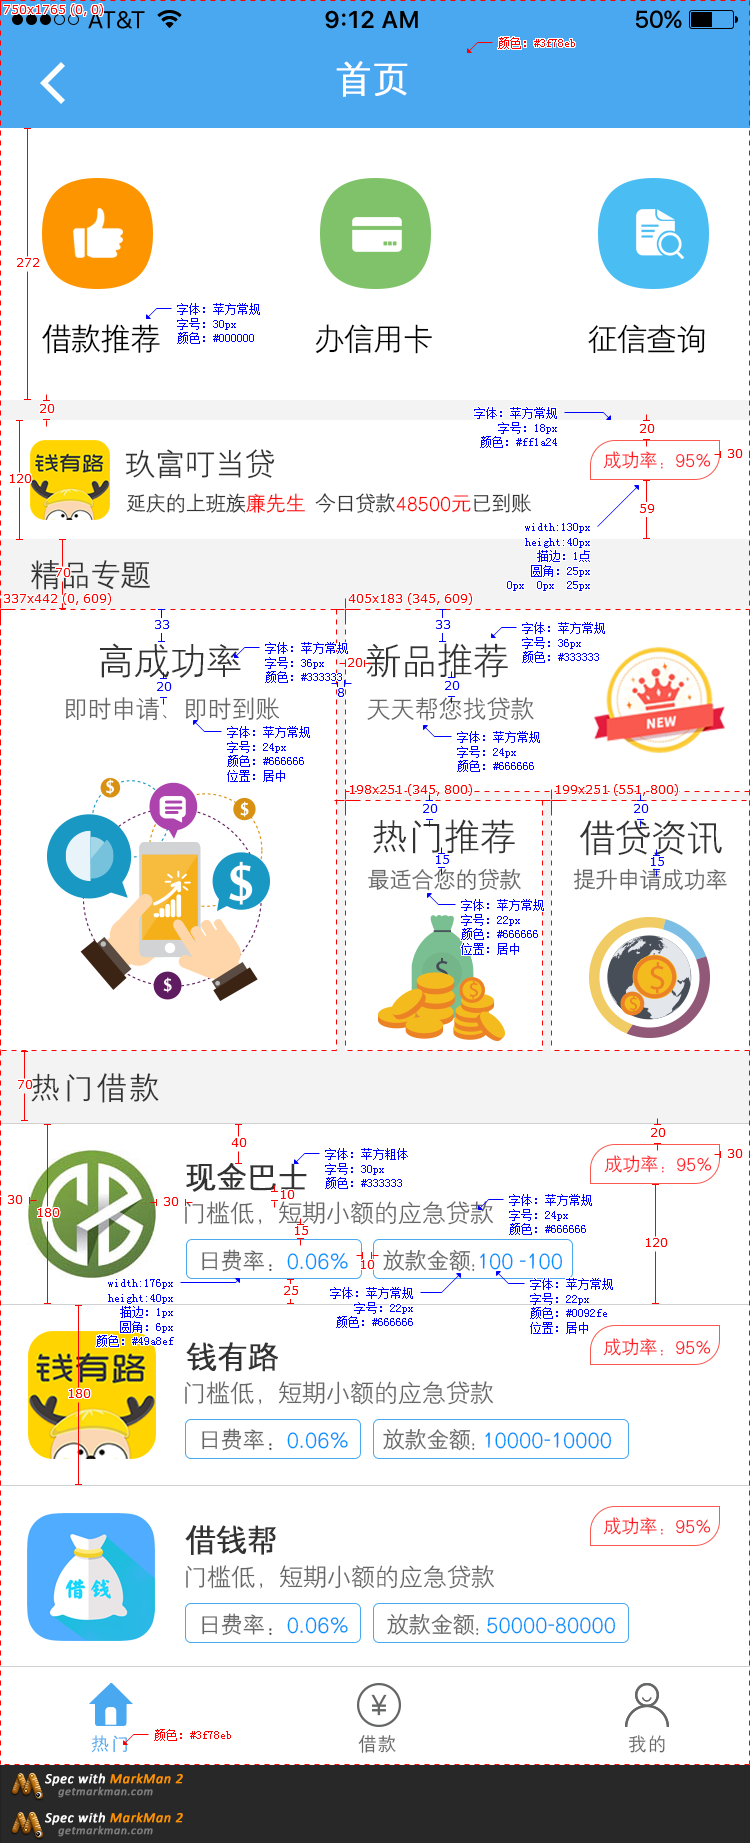 750x1765 (0, 0)
AT&T
9:12 AM
50%
颜色: #3f78eb
首页
272
借款推荐
办信用卡
征信查询
字体: 苹方常规
字号: 30px
颜色: #000000
20
字体: 苹方常规
字号: 18px
颜色: #ff1a24
20
30
120
钱有路
玖富叮当贷
成功率: 95%
延庆的上班族廉先生 今日贷款48500元已到账
59
width:130px
height:40px
描边: 1点
圆角: 25px
0px 0px 25px
精品专题
70
337x442 (0, 609)
405x183 (345, 609)
33
高成功率
字体: 苹方常规
字号: 36px
颜色: #333333
20
8
20
即时申请、即时到账
字体: 苹方常规
字号: 24px
颜色: #666666
位置: 居中
33
新品推荐
字体: 苹方常规
字号: 36px
颜色: #333333
20
天天帮您找贷款
字体: 苹方常规
字号: 24px
颜色: #666666
NEW
198x251 (345, 800)
199x251 (551, 800)
20
热门推荐
15
最适合您的贷款
字体: 苹方常规
字号: 22px
颜色: #666666
位置: 居中
20
借贷资讯
15
提升申请成功率
$
$
$
$
$
$
$
$
70
热门借款
40
20
30
现金巴士
字体: 苹方粗体
字号: 30px
颜色: #333333
成功率: 95%
30
180
30
10
门槛低，短期小额的应急贷款
字体: 苹方常规
字号: 24px
颜色: #666666
15
日费率: 0.06%
10
放款金额:100 -100
120
25
width:176px
height:40px
描边: 1px
圆角: 6px
颜色: #49a8ef
字体: 苹方常规
字号: 22px
颜色: #666666
字体: 苹方常规
字号: 22px
颜色: #0092fe
位置: 居中
钱有路
180
钱有路
成功率: 95%
门槛低，短期小额的应急贷款
日费率: 0.06%
放款金额: 10000-10000
借钱
借钱帮
成功率: 95%
门槛低，短期小额的应急贷款
日费率: 0.06%
放款金额: 50000-80000
¥
热门
颜色: #3f78eb
借款
我的
Spec with MarkMan 2
getmarkman.com
Spec with MarkMan 2
getmarkman.com